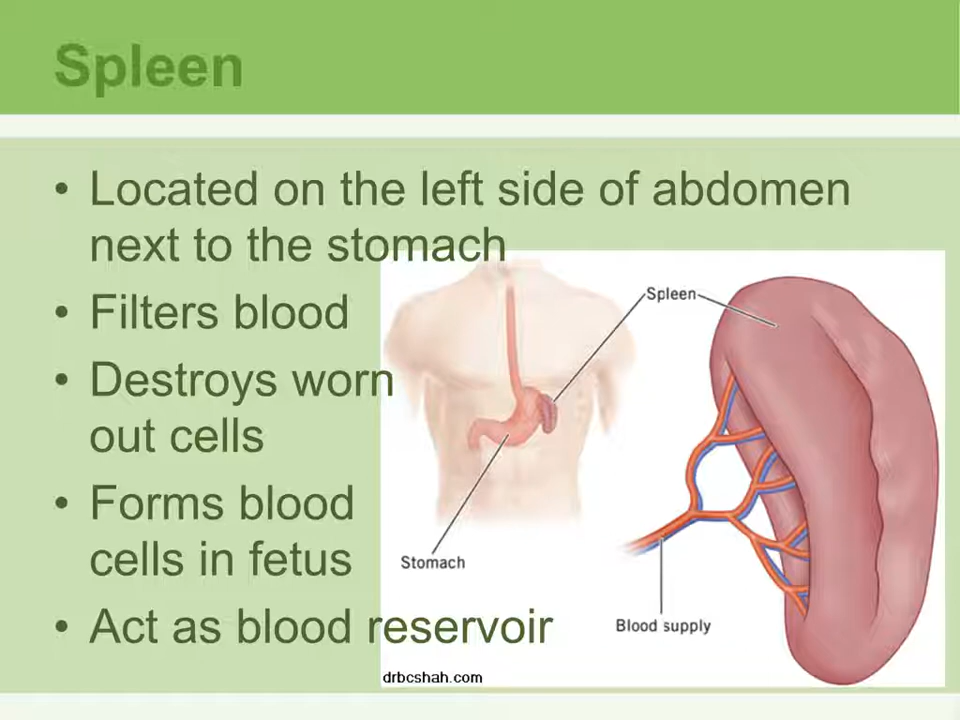 Spleen
• Located on the left side of abdomen
next to the stomach
• Filters blood
• Destroys worn
out cells
• Forms blood
cells in fetus
• Act as blood reservoir
Spleen
Stomach
Blood supply
drbcshah.com